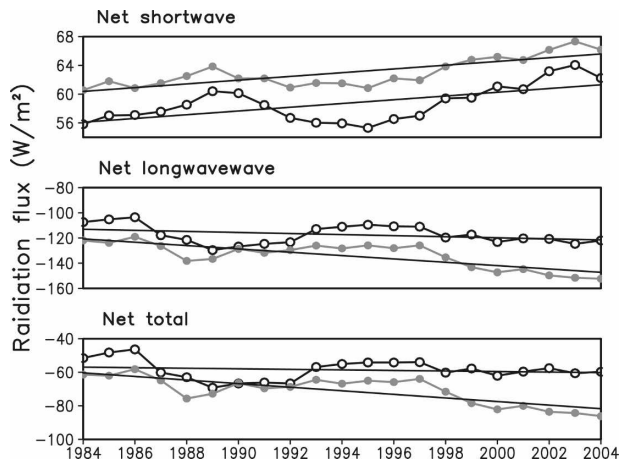 Net shortwave
68
64
60
56
Net longwavewave
−80
−100
−120
−140
−160
Net total
−40
−60
−80
−100
1984 1986 1988 1990 1992 1994 1996 1998 2000 2002 2004
Raidiation flux (W/m²)